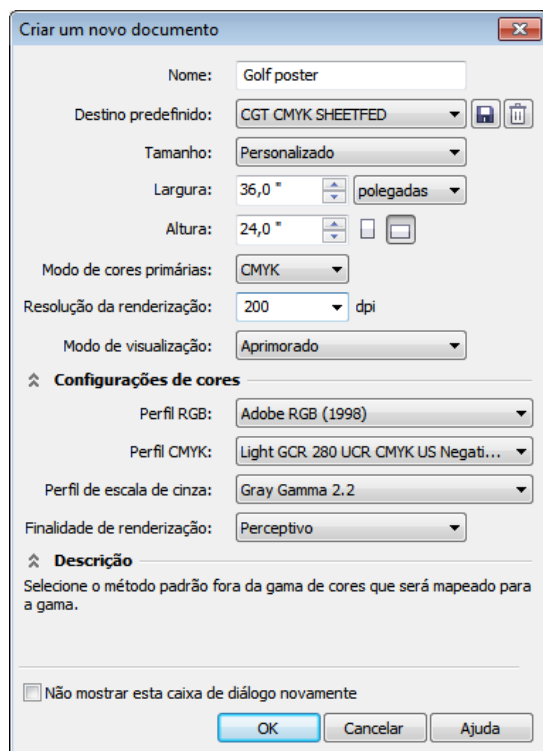 Criar um novo documento
Nome: Golf poster
Destino predefinido: CGT CMYK SHEETFED
Tamanho: Personalizado
Largura: 36,0 " polegadas
Altura: 24,0 "
Modo de cores primárias: CMYK
Resolução da renderização: 200 dpi
Modo de visualização: Aprimorado
Configurações de cores
Perfil RGB: Adobe RGB (1998)
Perfil CMYK: Light GCR 280 UCR CMYK US Negati...
Perfil de escala de cinza: Gray Gamma 2.2
Finalidade de renderização: Perceptivo
Descrição
Selecione o método padrão fora da gama de cores que será mapeado para
a gama.
Não mostrar esta caixa de diálogo novamente
OK Cancelar Ajuda